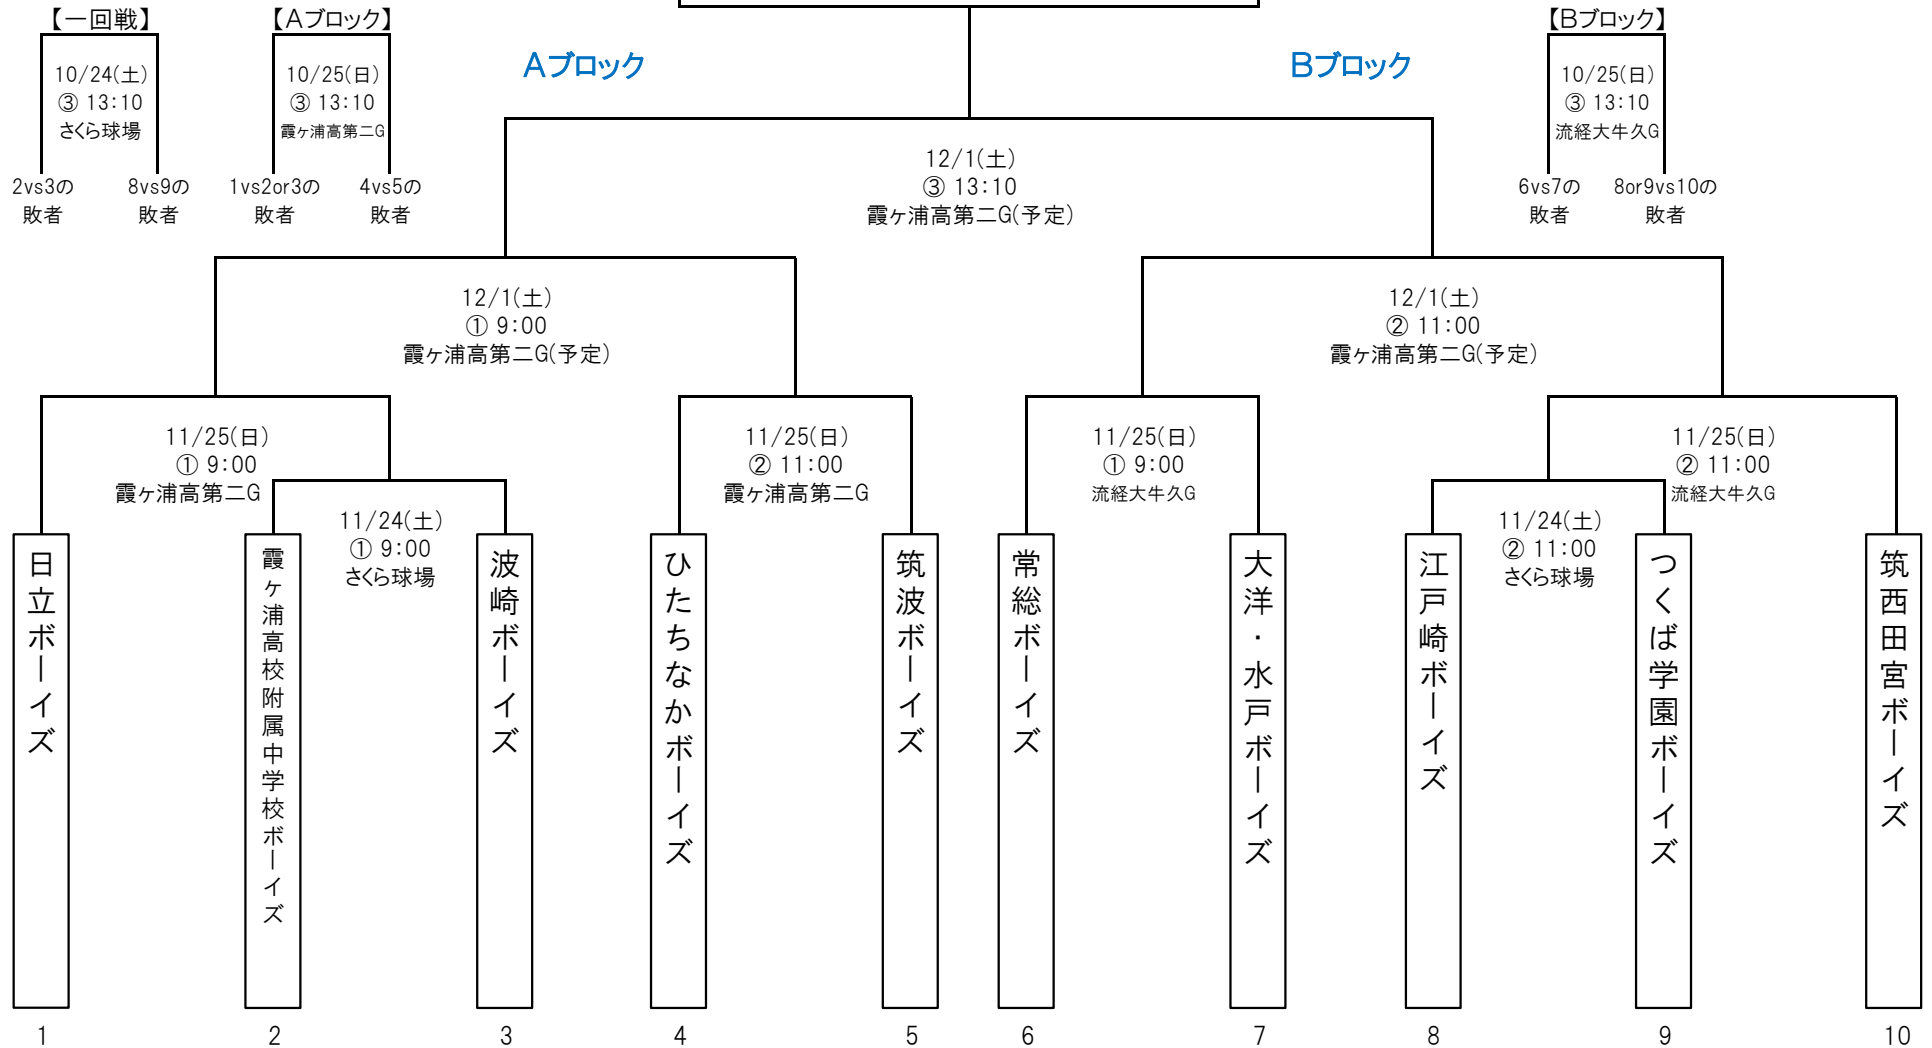 【一回戦】
10/24(土)
③ 13:10
さくら球場
2vs3の
敗者
8vs9の
敗者
【Aブロック】
10/25(日)
③ 13:10
霞ヶ浦高第二G
1vs2or3の
敗者
4vs5の
敗者
Aブロック
Bブロック
【Bブロック】
10/25(日)
③ 13:10
流経大牛久G
6vs7の
敗者
8or9vs10の
敗者
12/1(土)
③ 13:10
霞ヶ浦高第二G(予定)
12/1(土)
① 9:00
霞ヶ浦高第二G(予定)
12/1(土)
② 11:00
霞ヶ浦高第二G(予定)
11/25(日)
① 9:00
霞ヶ浦高第二G
11/25(日)
② 11:00
霞ヶ浦高第二G
11/25(日)
① 9:00
流経大牛久G
11/25(日)
② 11:00
流経大牛久G
11/24(土)
① 9:00
さくら球場
11/24(土)
② 11:00
さくら球場
日立ボーイズ
霞ヶ浦高校附属中学校ボーイズ
波崎ボーイズ
ひたちなかボーイズ
筑波ボーイズ
常総ボーイズ
大洋・水戸ボーイズ
江戸崎ボーイズ
つくば学園ボーイズ
筑西田宮ボーイズ
1
2
3
4
5
6
7
8
9
10